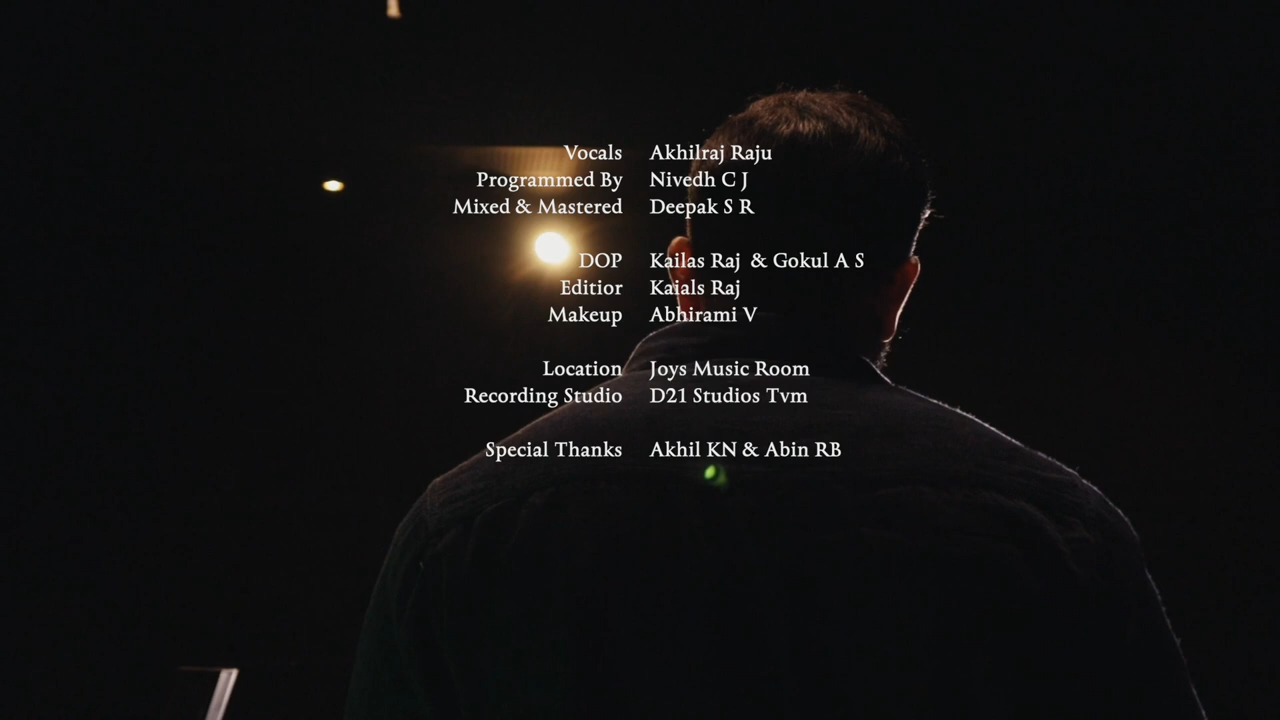 Vocals Akhilraj Raju
Programmed By Nivedh C J
Mixed & Mastered Deepak S R
DOP Kailas Raj & Gokul A S
Editior Kaials Raj
Makeup Abhirami V
Location Joys Music Room
Recording Studio D21 Studios Tvm
Special Thanks Akhil KN & Abin RB